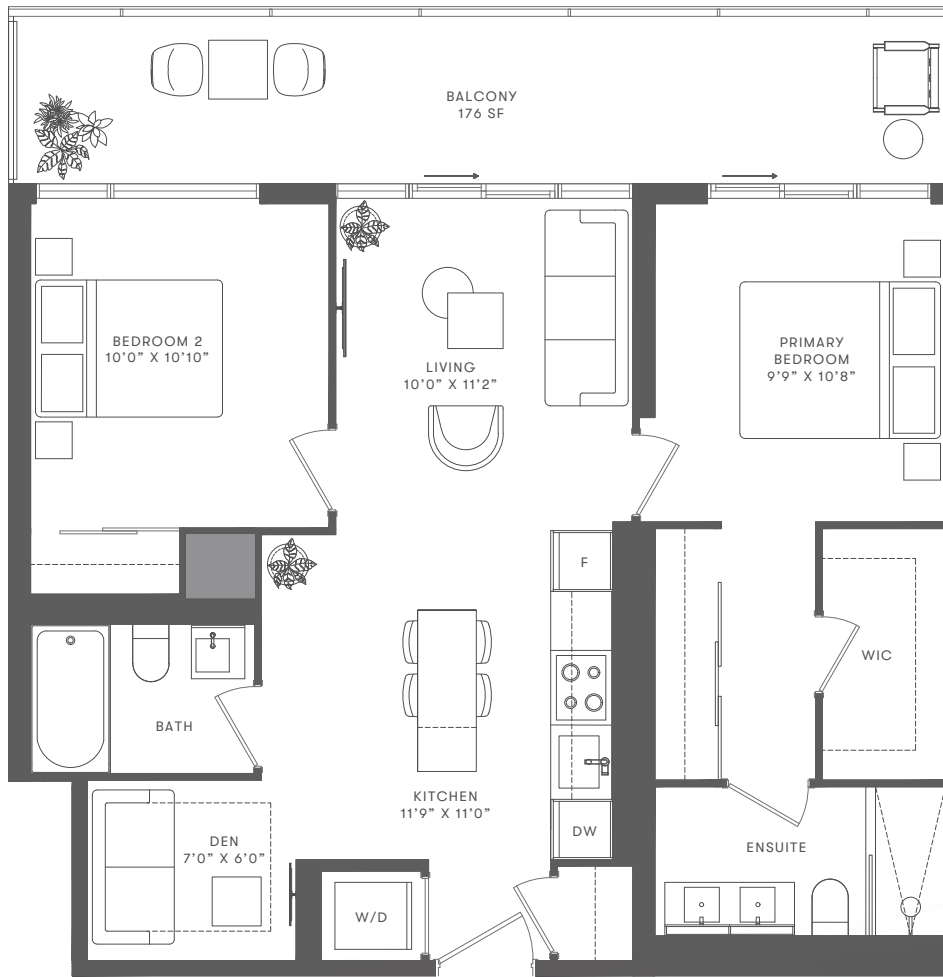 BALCONY
176 SF
BEDROOM 2
10’0” X 10’10”
LIVING
10’0” X 11’2”
PRIMARY
BEDROOM
9’9” X 10’8”
F
WIC
BATH
KITCHEN
11’9” X 11’0”
DW
DEN
7’0” X 6’0”
ENSUITE
W/D